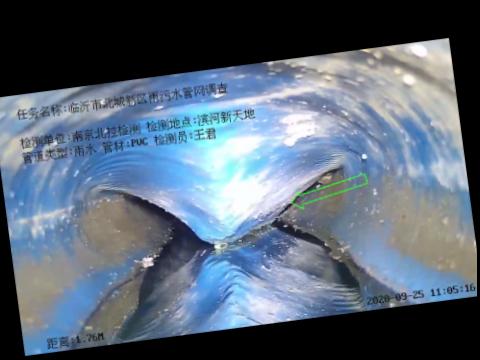 任务名称:临沂市北城新区雨污水管网调查
检测单位:南京北控检测 检测地点:滨河新天地
管道类型:雨水 管材:PVC 检测员:王君
距离:1.76M
2020-09-25 11:05:16